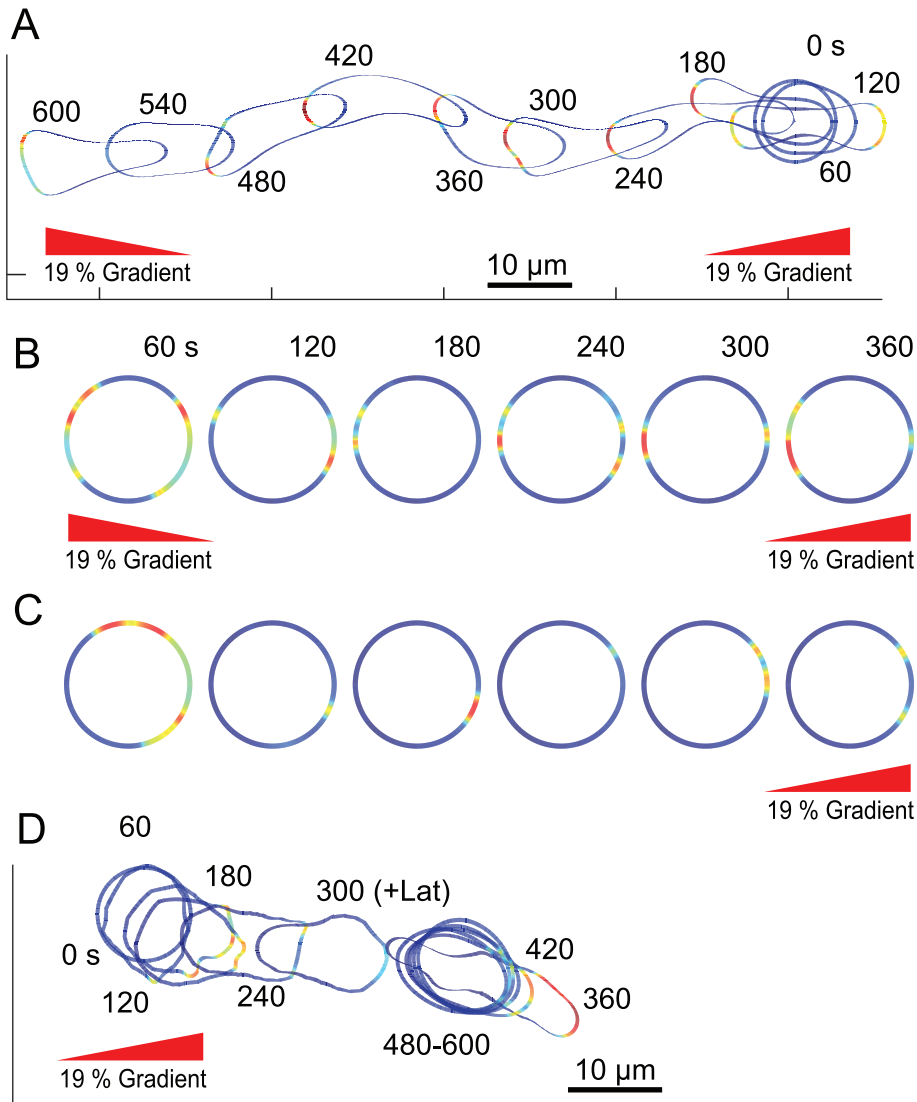 A
420
0 s
600
540
300
180
120
480
360
240
60
19 % Gradient
10 µm
19 % Gradient
B
60 s 120 180 240 300 360
19 % Gradient
19 % Gradient
C
19 % Gradient
D
60
180
300 (+Lat)
420
0 s
120
240
360
480-600
19 % Gradient
10 µm